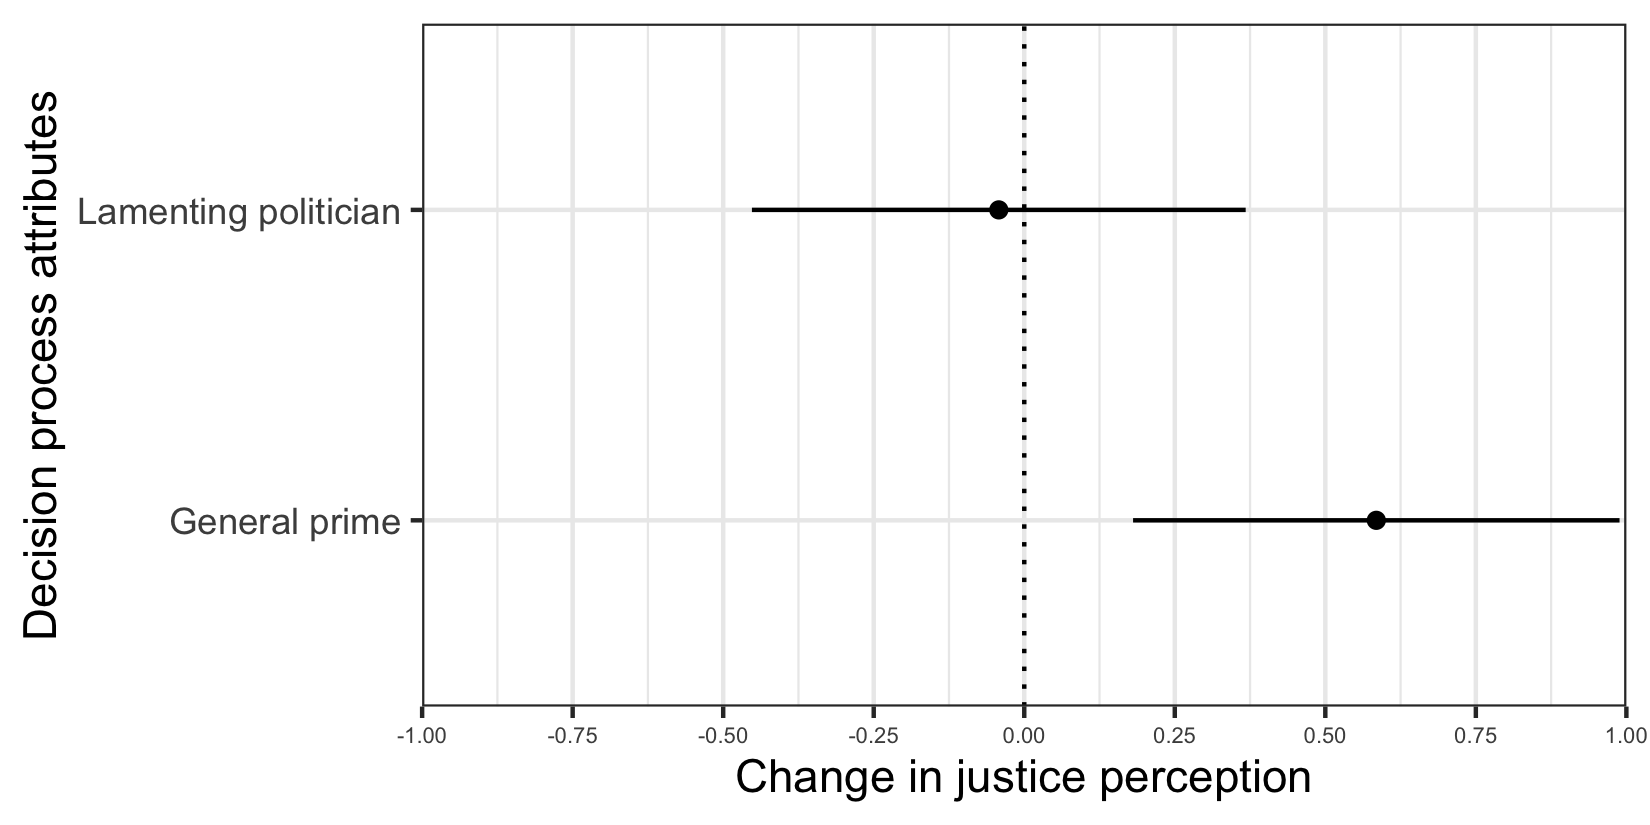 Decision process attributes
Lamenting politician
General prime
-1.00 -0.75 -0.50 -0.25 0.00 0.25 0.50 0.75 1.00
Change in justice perception